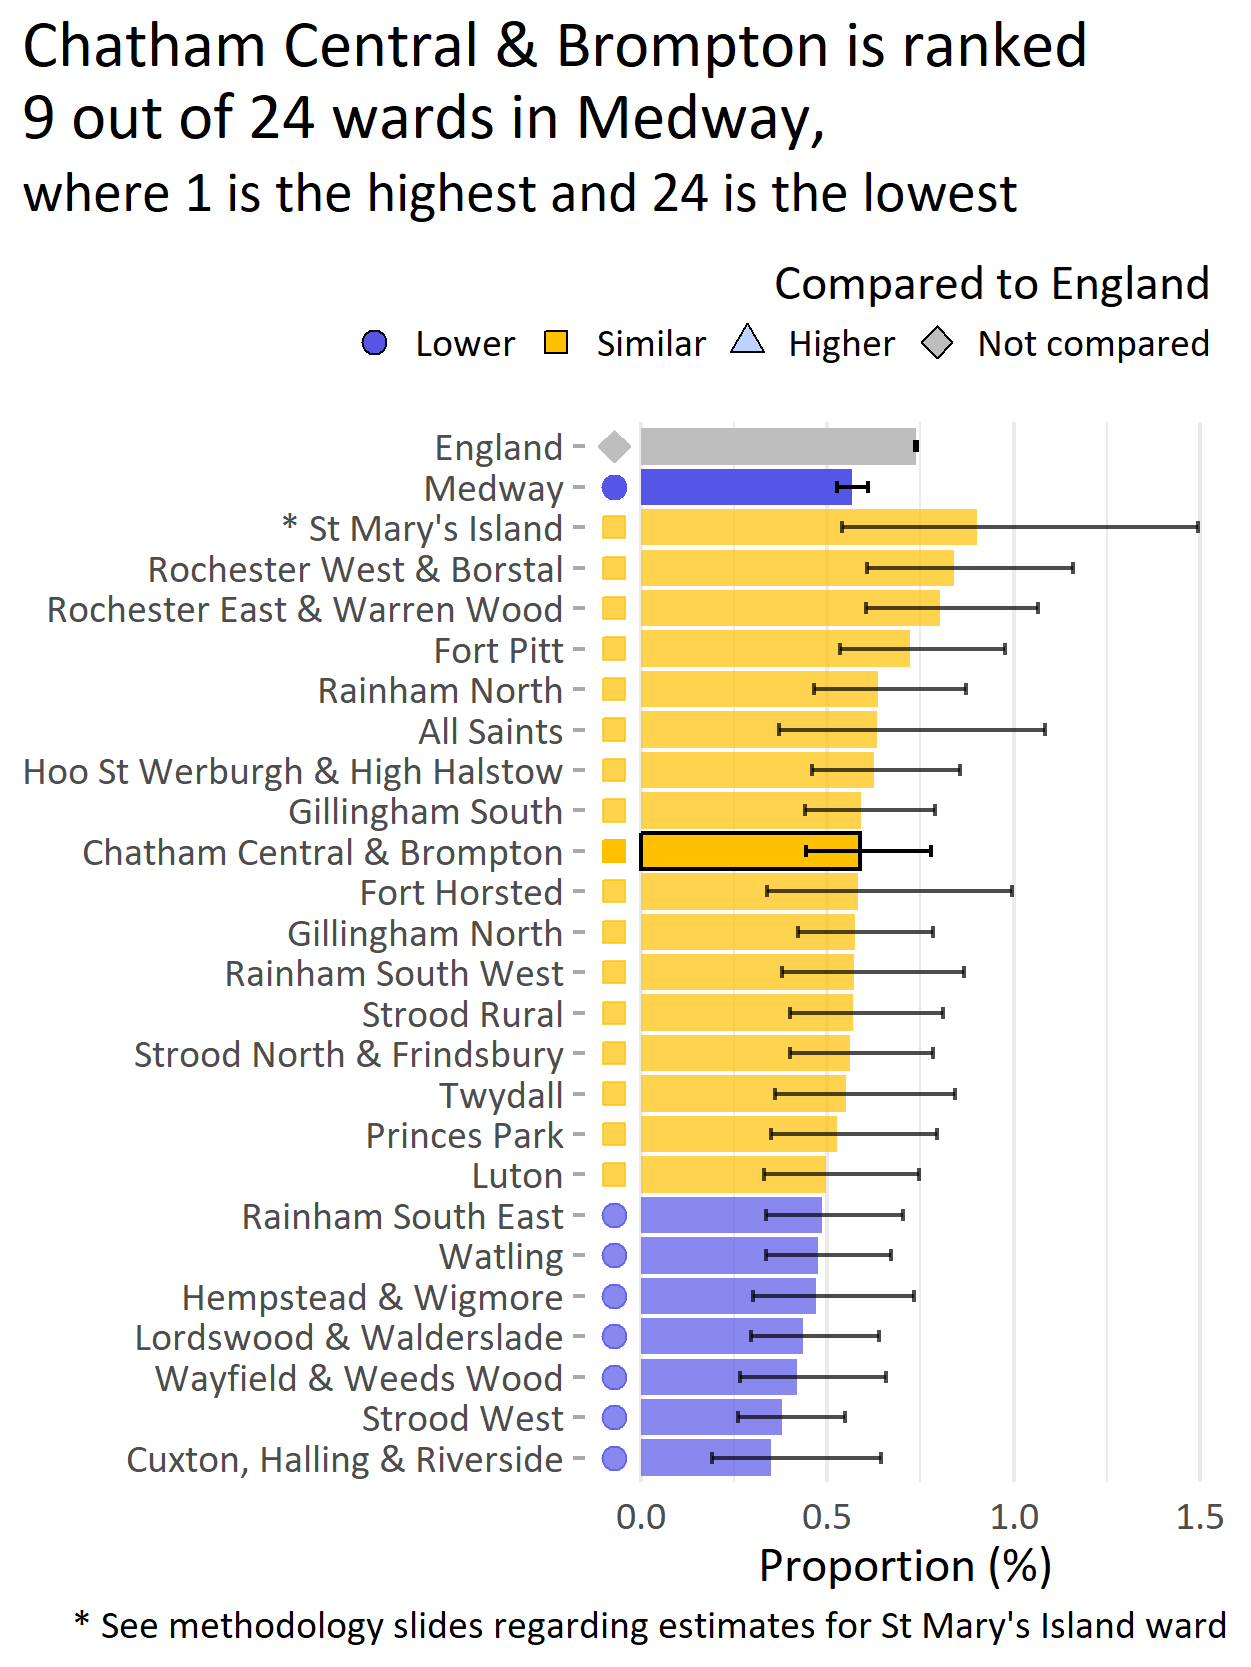 Chatham Central & Brompton is ranked
9 out of 24 wards in Medway,
where 1 is the highest and 24 is the lowest
Compared to England
Lower Similar Higher Not compared
England
Medway
* St Mary's Island
Rochester West & Borstal
Rochester East & Warren Wood
Fort Pitt
Rainham North
All Saints
Hoo St Werburgh & High Halstow
Gillingham South
Chatham Central & Brompton
Fort Horsted
Gillingham North
Rainham South West
Strood Rural
Strood North & Frindsbury
Twydall
Princes Park
Luton
Rainham South East
Watling
Hempstead & Wigmore
Lordswood & Walderslade
Wayfield & Weeds Wood
Strood West
Cuxton, Halling & Riverside
0.0 0.5 1.0 1.5
Proportion (%)
* See methodology slides regarding estimates for St Mary's Island ward